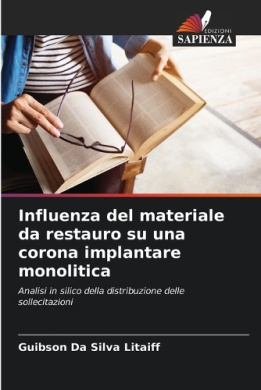 EDIZIONI
SAPIENZA
Influenza del materiale
da restauro su una
corona implantare
monolitica
Analisi in silico della distribuzione delle
sollecitazioni
Guibson Da Silva Litaiff